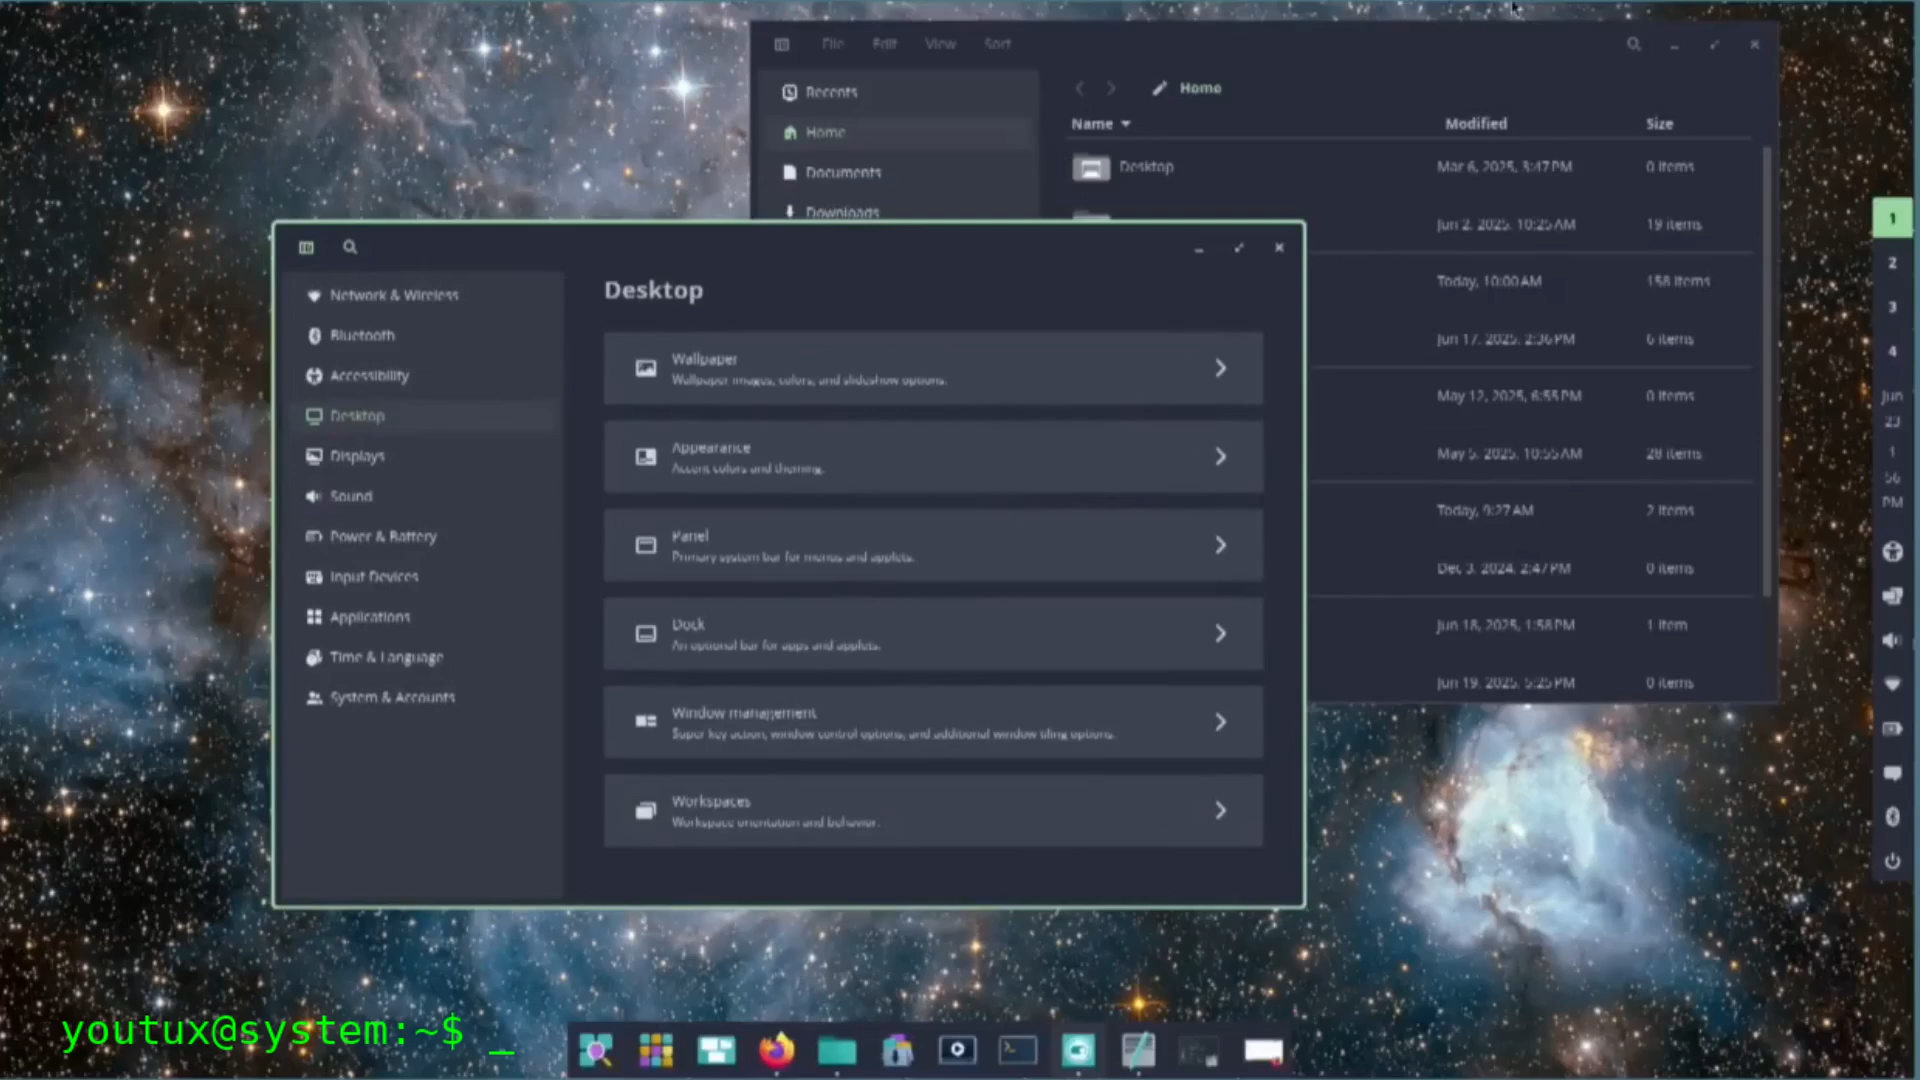 File Edit View Sort
Recents
Home
Documents
Downloads
Home
Name Modified Size
Desktop Mar 6, 2025, 3:47 PM 0 items
Jun 2, 2025, 10:25 AM 19 items
Today, 10:00 AM 158 items
Jun 17, 2025, 2:36 PM 6 items
May 12, 2025, 6:55 PM 0 items
May 5, 2025, 10:55 AM 28 items
Today, 9:27 AM 2 items
Dec 3, 2024, 2:47 PM 0 items
Jun 18, 2025, 1:58 PM 1 item
Jun 19, 2025, 5:25 PM 0 items
Network & Wireless
Bluetooth
Accessibility
Desktop
Displays
Sound
Power & Battery
Input Devices
Applications
Time & Language
System & Accounts
Desktop
Wallpaper
Wallpaper images, colors, and slideshow options.
Appearance
Accent colors and theming.
Panel
Primary system bar for menus and applets.
Dock
An optional bar for apps and applets.
Window management
Super key action, window control options, and additional window tiling options.
Workspaces
Workspace orientation and behavior.
1
2
3
4
Jun
23
1
56
PM
youtux@system:~$ _